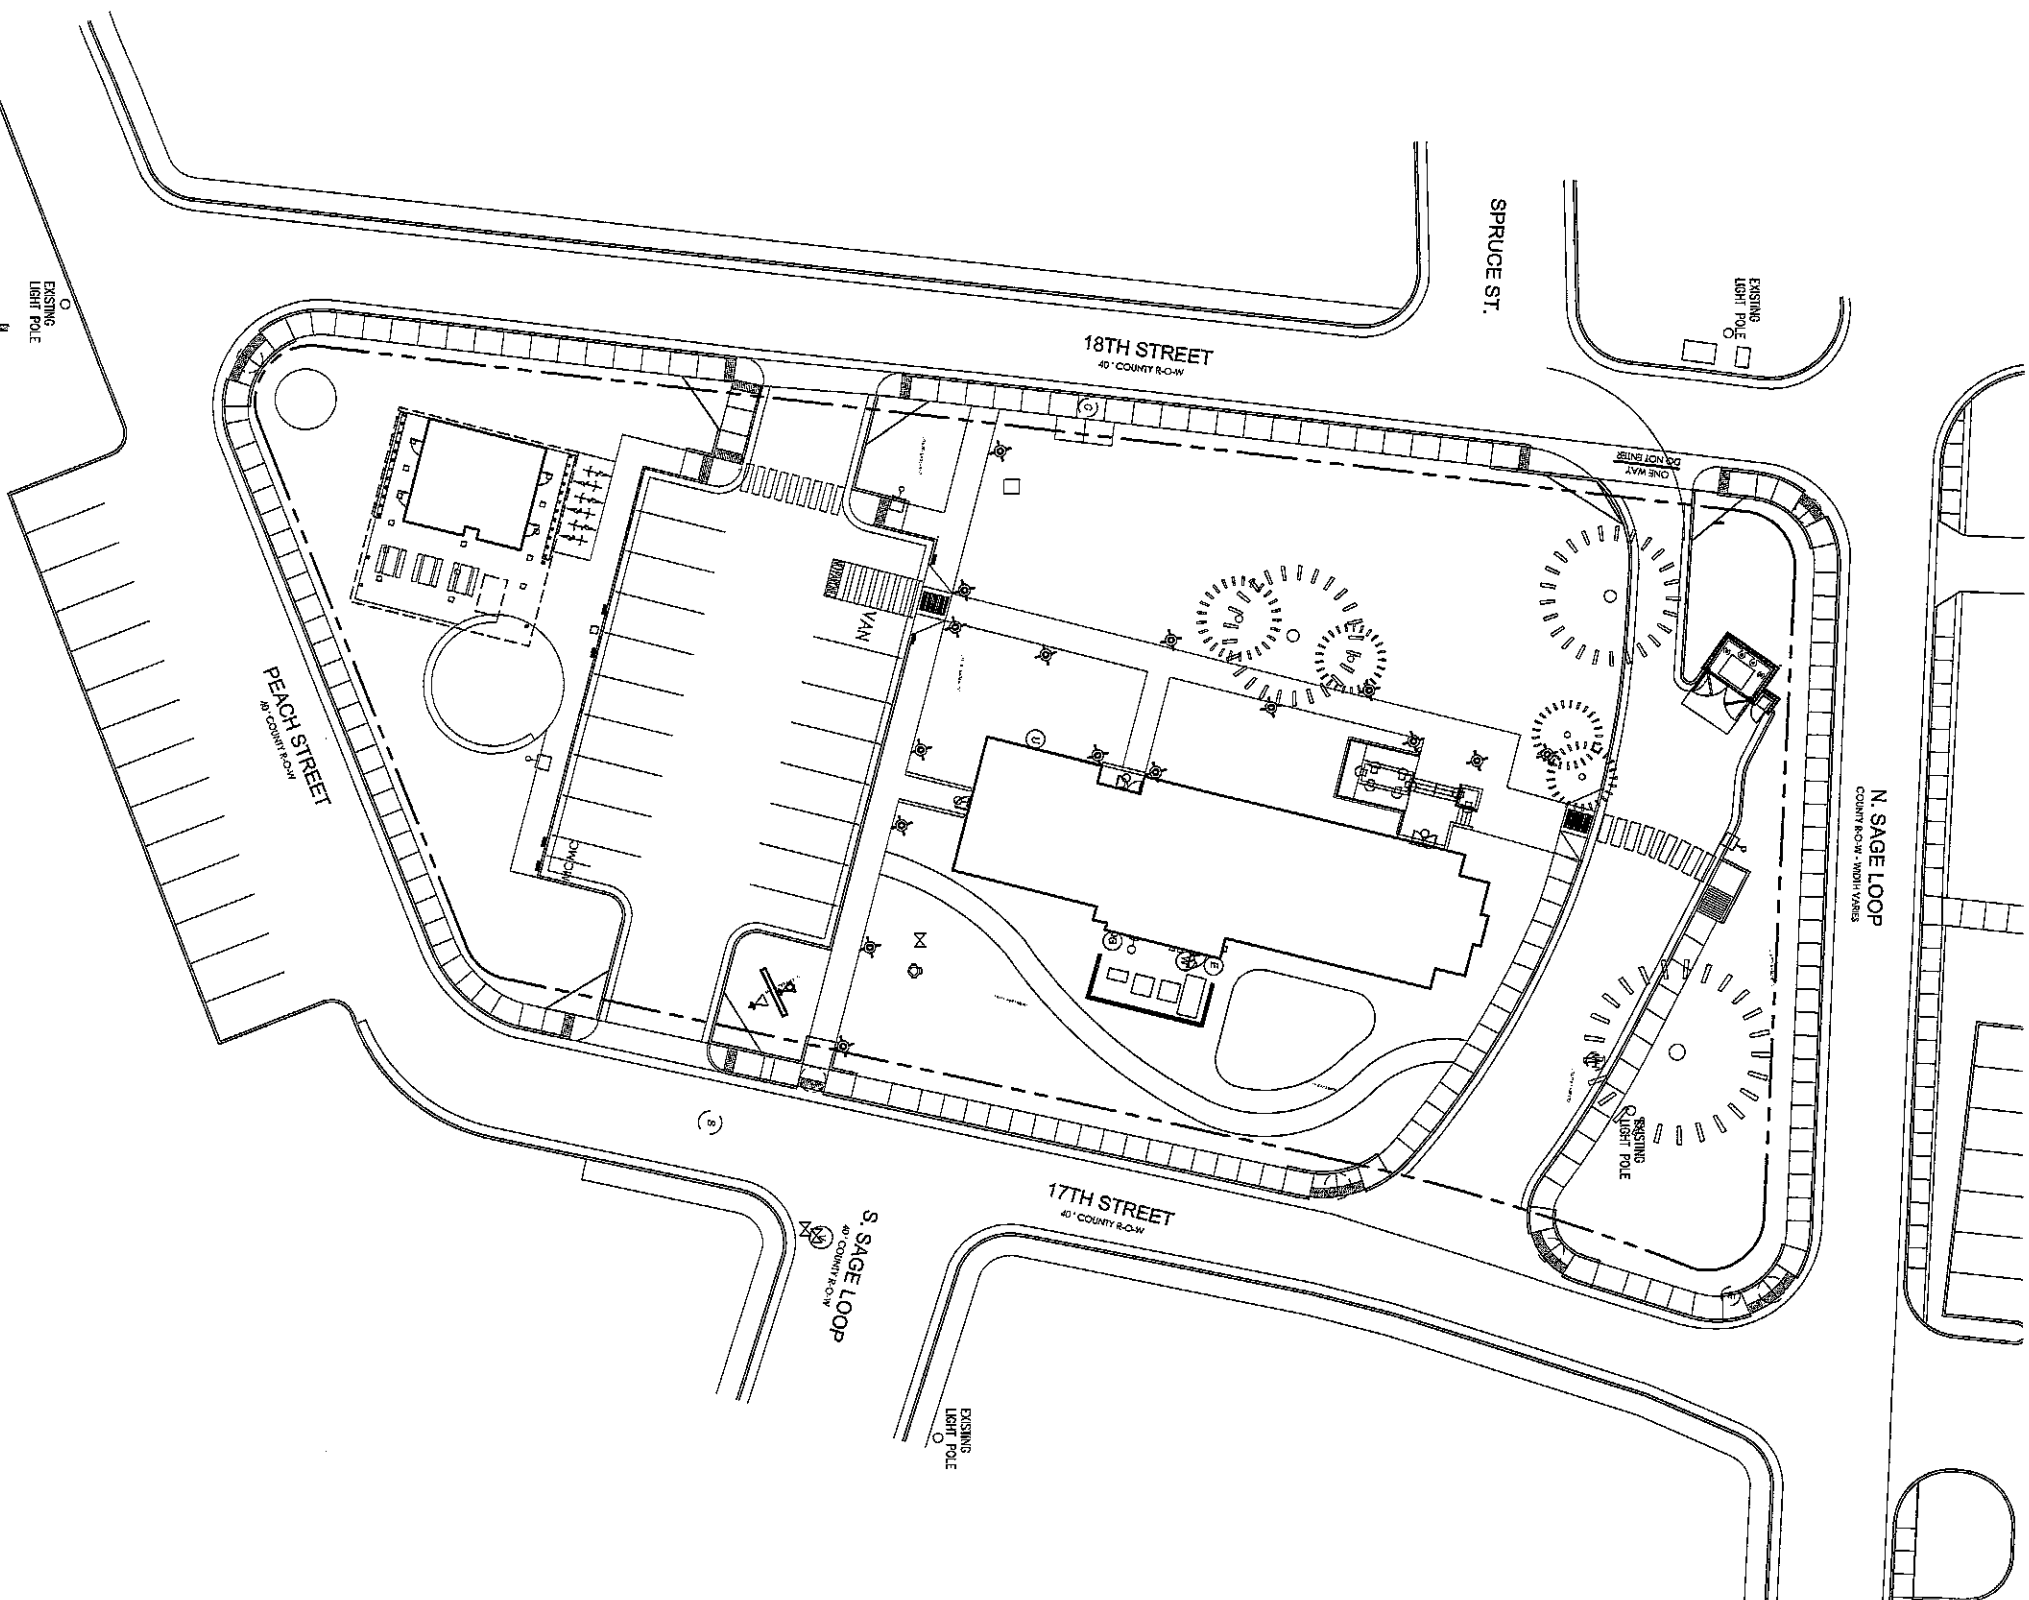 SPRUCE ST.
EXISTING
LIGHT POLE
EXISTING
LIGHT POLE
18TH STREET
40' COUNTY R-O-W
ONE WAY
DO NOT ENTER
VAN
PEACH STREET
40' COUNTY R-O-W
N. SAGE LOOP
COUNTY R-O-W - WIDTH VARIES
MC
MC
U
G
W
E
C
S
EXISTING
LIGHT POLE
17TH STREET
40' COUNTY R-O-W
S. SAGE LOOP
40' COUNTY R-O-W
EXISTING
LIGHT POLE